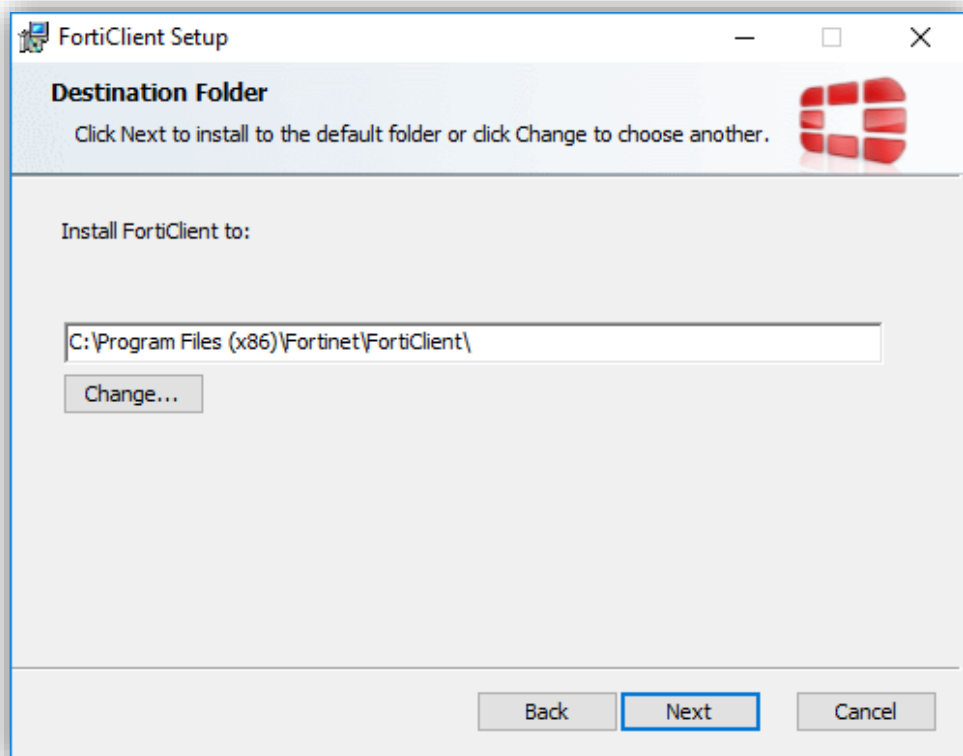 FortiClient Setup
Destination Folder
Click Next to install to the default folder or click Change to choose another.
Install FortiClient to:
C:\Program Files (x86)\Fortinet\FortiClient\
Change...
Back Next Cancel